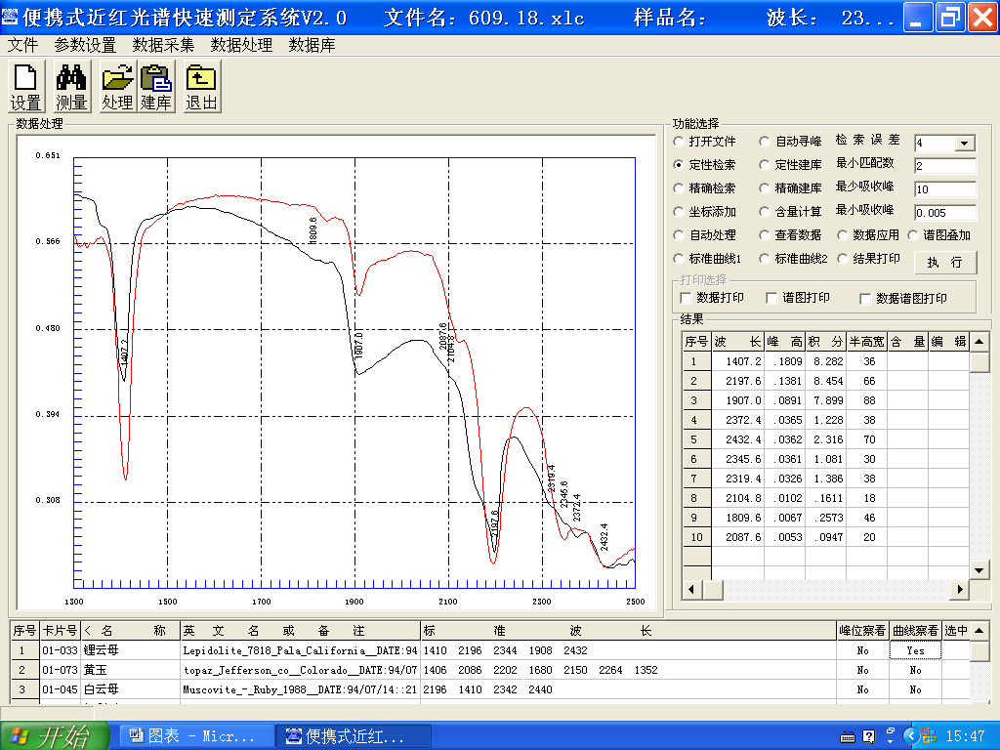 便携式近红光谱快速测定系统V2.0 文件名: 609.18.xlc 样品名: 波长: 23...
文件 参数设置 数据采集 数据处理 数据库
设置 测量 处理 建库 退出
数据处理
0.651
0.566
0.480
0.394
0.308
1300 1500 1700 1900 2100 2300 2500
1407.2
1809.6
1907.0
2087.6
2104.8
2197.6
2319.4
2345.6
2372.4
2432.4
功能选择
打开文件 自动寻峰 检 索 误 差 4
定性检索 定性建库 最小匹配数 2
精确检索 精确建库 最少吸收峰 10
坐标添加 含量计算 最小吸收峰 0.005
自动处理 查看数据 数据应用 谱图叠加
标准曲线1 标准曲线2 结果打印 执 行
打印选择
数据打印 谱图打印 数据谱图打印
结果
序号 波 长 峰 高 积 分 半高宽 含 量 编 辑
1 1407.2 .1809 8.282 36
2 2197.6 .1381 8.454 66
3 1907.0 .0891 7.899 88
4 2372.4 .0365 1.228 38
5 2432.4 .0362 2.316 70
6 2345.6 .0361 1.081 30
7 2319.4 .0326 1.386 38
8 2104.8 .0102 .1611 18
9 1809.6 .0067 .2573 46
10 2087.6 .0053 .0947 20
序号 卡片号 < 名 称 英 文 名 或 备 注 标 准 波 长 峰位察看 曲线察看 选中
1 01-033 锂云母 Lepidolite_7818_Pala_California__DATE:94 1410 2196 2344 1908 2432 No Yes
2 01-073 黄玉 topaz_Jefferson_co__Colorado__DATE:94/07 1406 2086 2202 1680 2150 2264 1352 No No
3 01-045 白云母 Muscovite_-_Ruby_1988__DATE:94/07/14::21 2196 1410 2342 2440 No No
开始 图表 - Micr... 便携式近红... 15:47